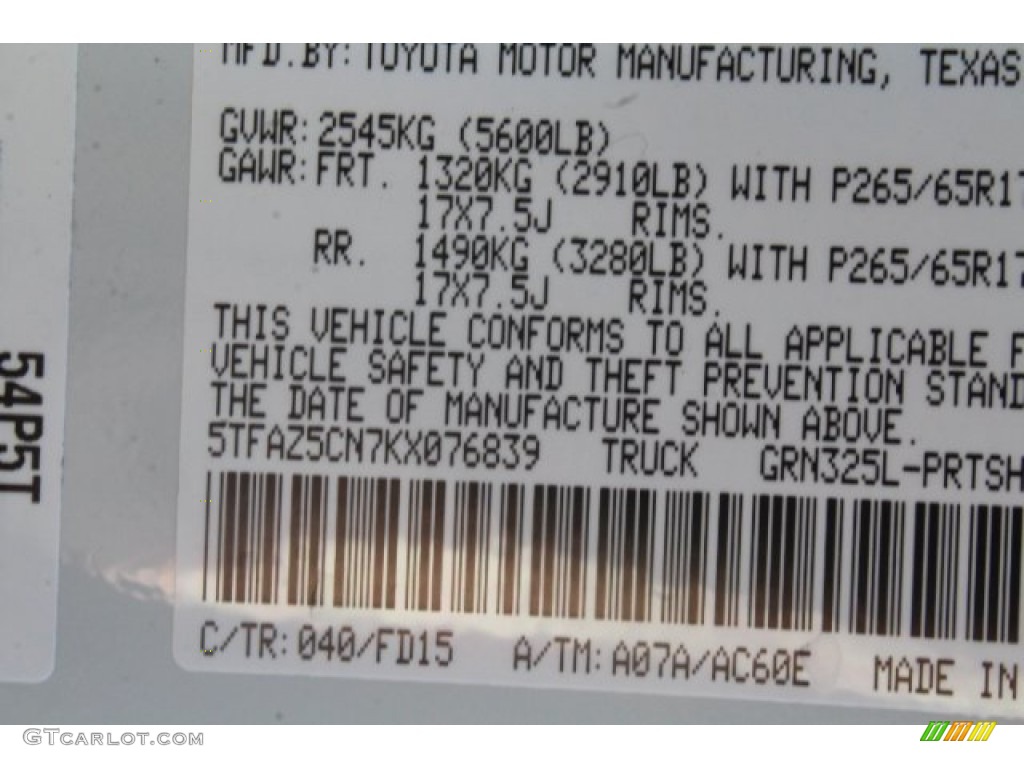 MFD.BY: TOYOTA MOTOR MANUFACTURING, TEXAS
GVWR: 2545KG (5600LB)
GAWR: FRT. 1320KG (2910LB) WITH P265/65R17
17X7.5J RIMS.
RR. 1490KG (3280LB) WITH P265/65R17
17X7.5J RIMS.
THIS VEHICLE CONFORMS TO ALL APPLICABLE F
VEHICLE SAFETY AND THEFT PREVENTION STAND
THE DATE OF MANUFACTURE SHOWN ABOVE.
5TFAZ5CN7KX076839 TRUCK GRN325L-PRTSH
C/TR: 040/FD15 A/TM: A07A/AC60E MADE IN
54P5T
GTCARLOT.COM